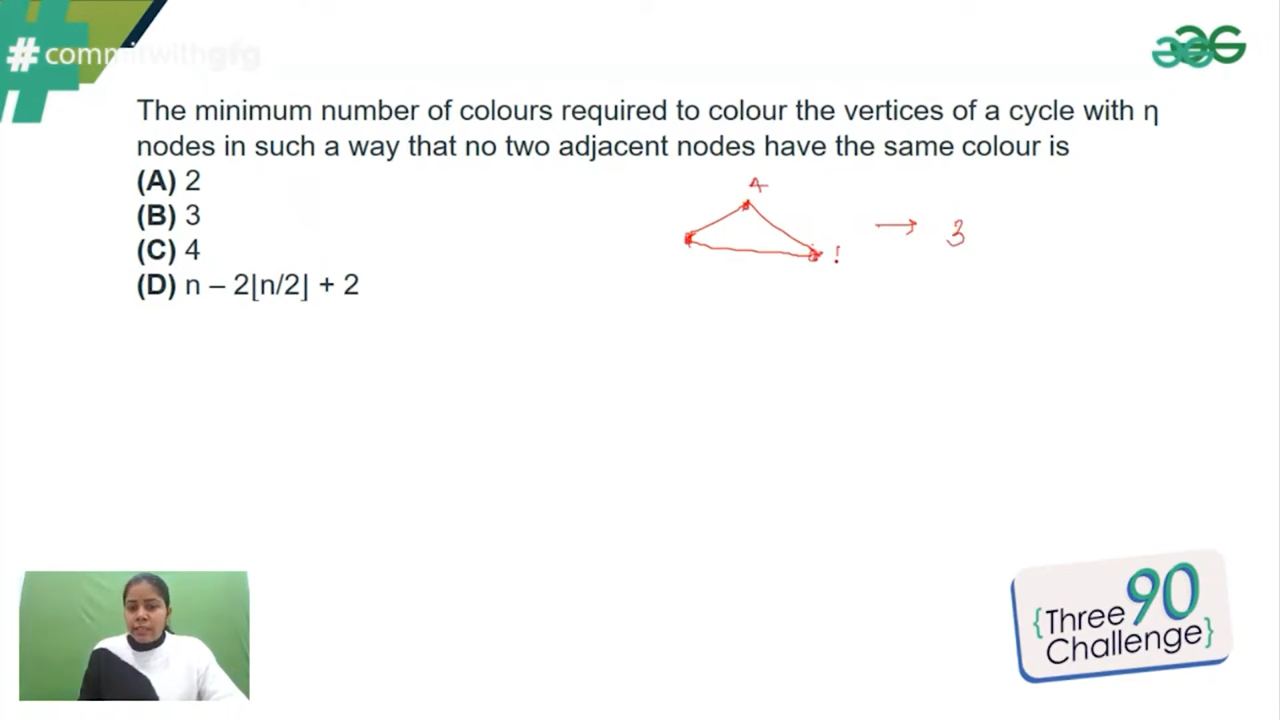 #commitwithgfg
The minimum number of colours required to colour the vertices of a cycle with η
nodes in such a way that no two adjacent nodes have the same colour is
(A) 2
(B) 3
(C) 4
(D) n – 2⌊n/2⌋ + 2
A
→ 3
{Three 90
Challenge}